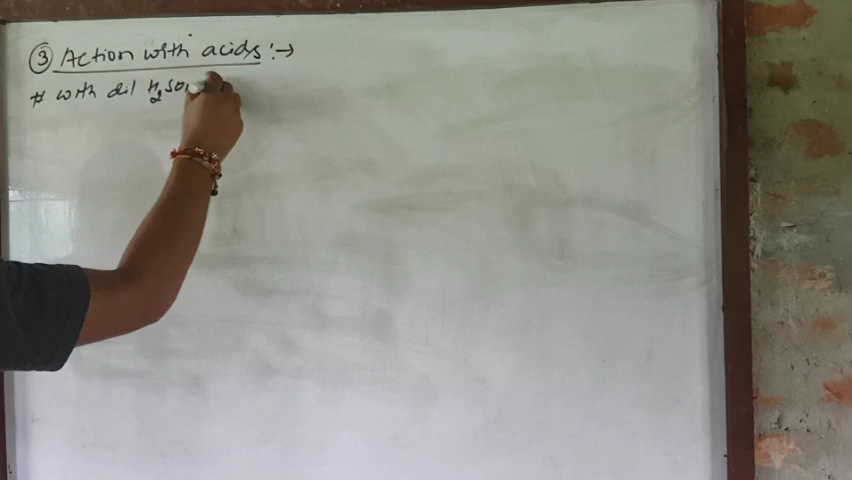 ③ Action with acids :→
# with dil H₂SO